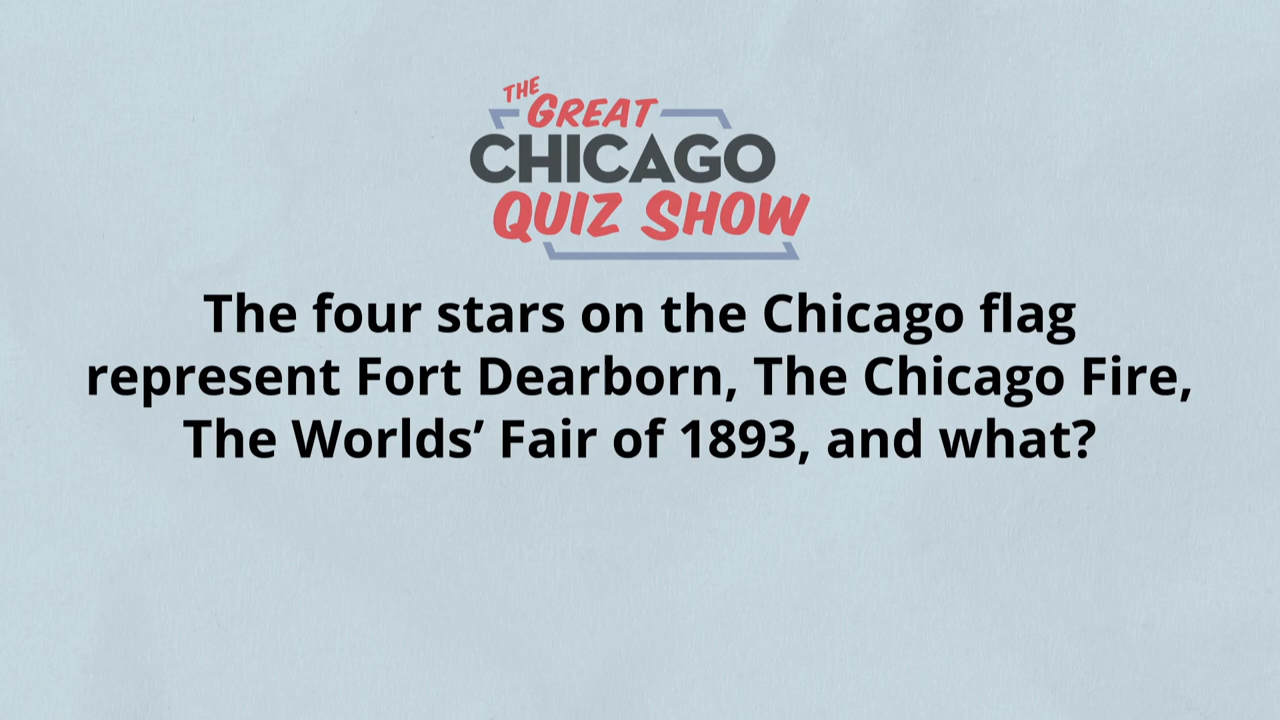 THE
GREAT
CHICAGO
QUIZ SHOW
The four stars on the Chicago flag
represent Fort Dearborn, The Chicago Fire,
The Worlds’ Fair of 1893, and what?